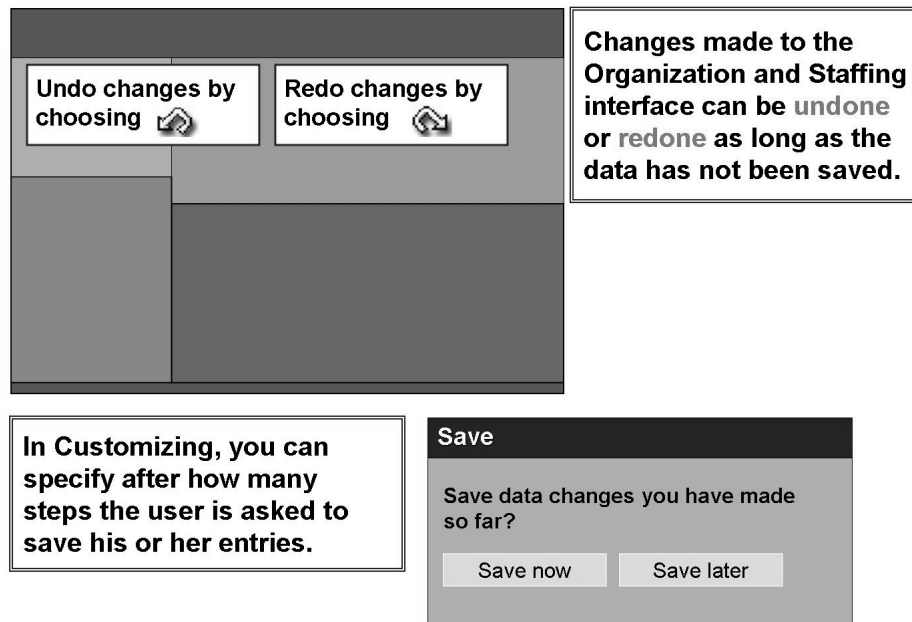 Undo changes by
choosing
Redo changes by
choosing
Changes made to the
Organization and Staffing
interface can be undone
or redone as long as the
data has not been saved.
In Customizing, you can
specify after how many
steps the user is asked to
save his or her entries.
Save
Save data changes you have made
so far?
Save now
Save later